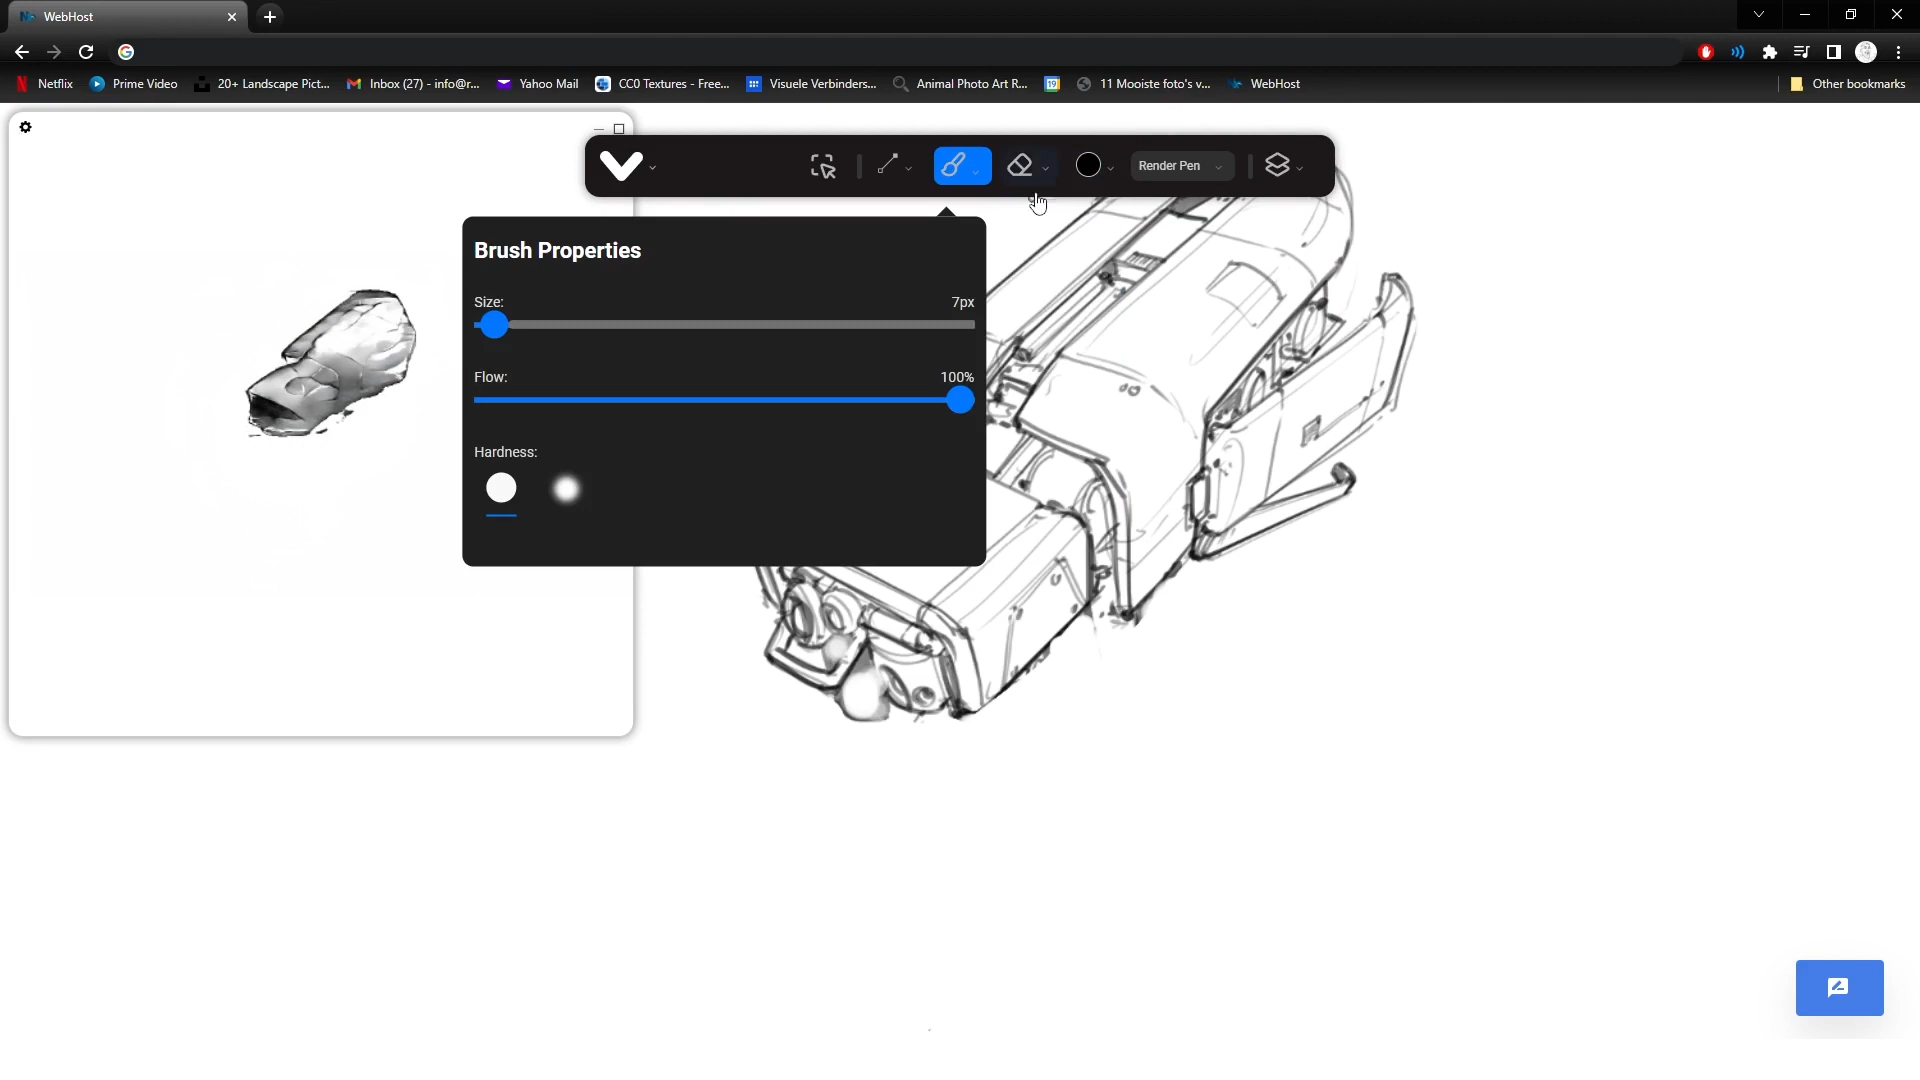 WebHost
Netflix
Prime Video
20+ Landscape Pict...
Inbox (27) - info@r...
Yahoo Mail
CC0 Textures - Free...
Visuele Verbinders...
Animal Photo Art R...
19
11 Mooiste foto's v...
WebHost
Other bookmarks
Render Pen
Brush Properties
Size:
7px
Flow:
100%
Hardness: